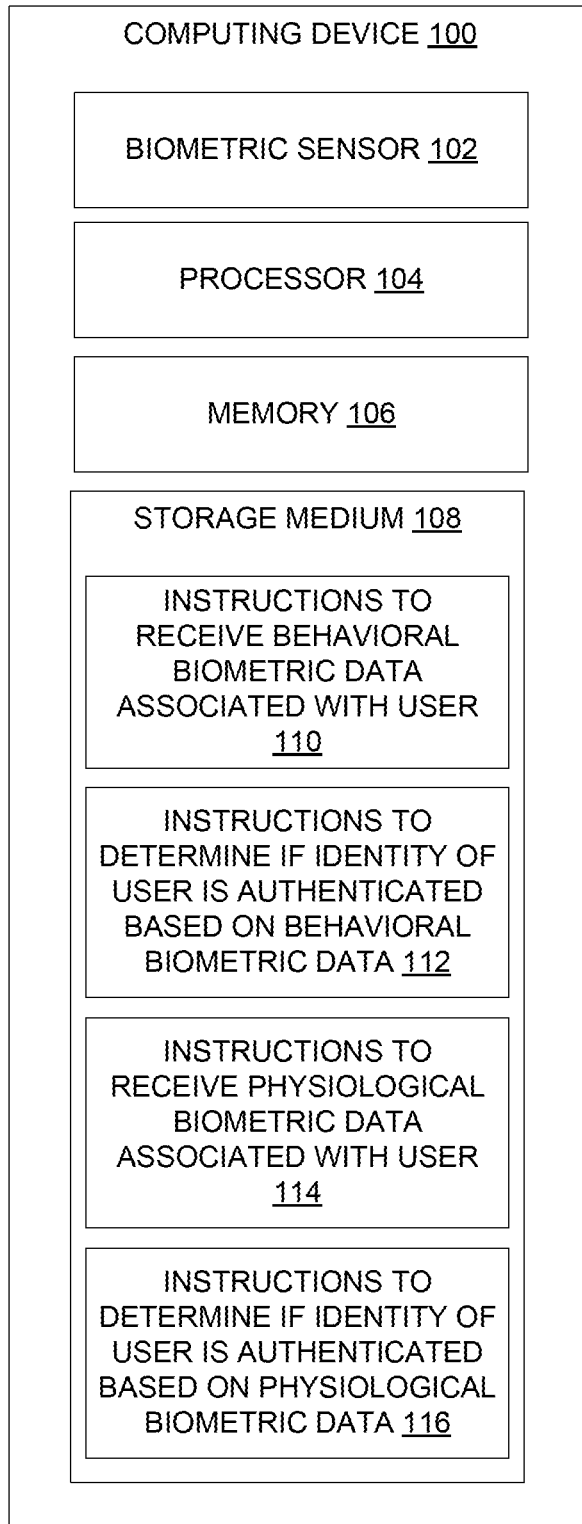 COMPUTING DEVICE 100
BIOMETRIC SENSOR 102
PROCESSOR 104
MEMORY 106
STORAGE MEDIUM 108
INSTRUCTIONS TO
RECEIVE BEHAVIORAL
BIOMETRIC DATA
ASSOCIATED WITH USER
110
INSTRUCTIONS TO
DETERMINE IF IDENTITY OF
USER IS AUTHENTICATED
BASED ON BEHAVIORAL
BIOMETRIC DATA 112
INSTRUCTIONS TO
RECEIVE PHYSIOLOGICAL
BIOMETRIC DATA
ASSOCIATED WITH USER
114
INSTRUCTIONS TO
DETERMINE IF IDENTITY OF
USER IS AUTHENTICATED
BASED ON PHYSIOLOGICAL
BIOMETRIC DATA 116